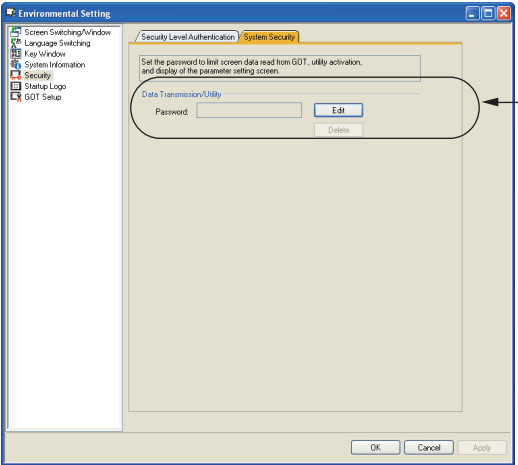 Environmental Setting
Screen Switching/Window
Language Switching
Key Window
System Information
Security
Startup Logo
GOT Setup
Security Level Authentication
System Security
Set the password to limit screen data read from GOT, utility activation,
and display of the parameter setting screen.
Data Transmission/Utility
Password:
Edit
Delete
OK
Cancel
Apply